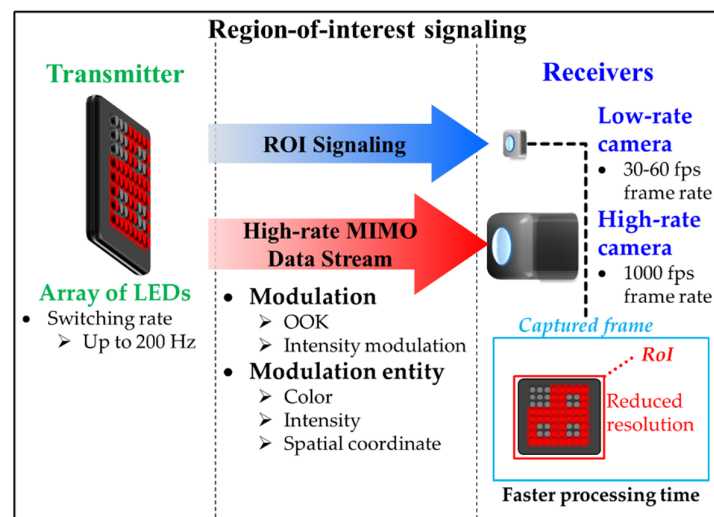 Region-of-interest signaling
Transmitter
Array of LEDs
• Switching rate
➢ Up to 200 Hz
ROI Signaling
High-rate MIMO
Data Stream
• Modulation
➢ OOK
➢ Intensity modulation
• Modulation entity
➢ Color
➢ Intensity
➢ Spatial coordinate
Receivers
Low-rate
camera
• 30-60 fps
frame rate
High-rate
camera
• 1000 fps
frame rate
Captured frame
RoI
Reduced
resolution
Faster processing time